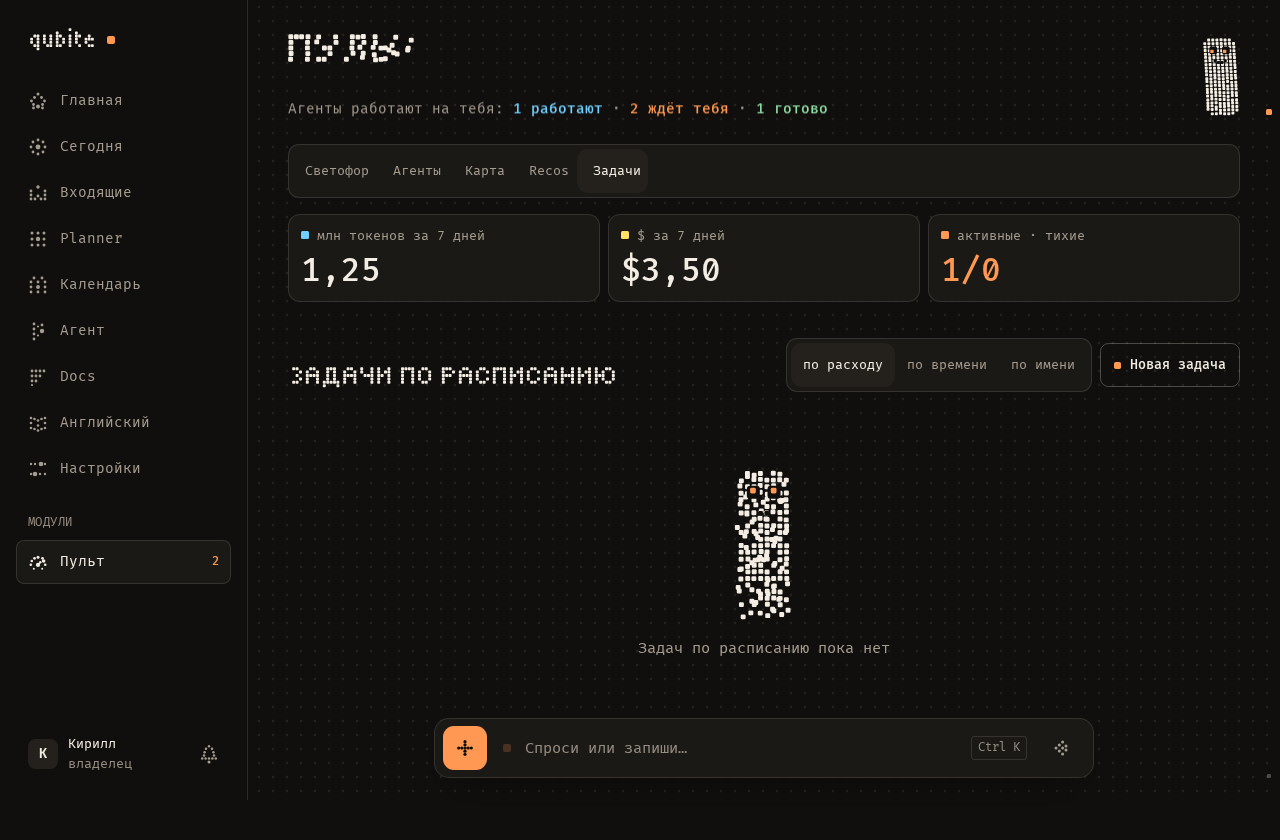 qubite
Главная
Сегодня
Входящие
Planner
Календарь
Агент
Docs
Английский
Настройки
МОДУЛИ
Пульт 2
К Кирилл
владелец
Агенты работают на тебя: 1 работают · 2 ждёт тебя · 1 готово
Светофор Агенты Карта Recos Задачи
млн токенов за 7 дней
1,25
$ за 7 дней
$3,50
активные · тихие
1/0
ЗАДАЧИ ПО РАСПИСАНИЮ
по расходу по времени по имени
Новая задача
Задач по расписанию пока нет
Спроси или запиши… Ctrl K